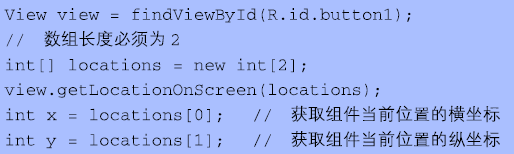 View view = findViewById(R.id.button1);
// 数组长度必须为2
int[] locations = new int[2];
view.getLocationOnScreen(locations);
int x = locations[0]; // 获取组件当前位置的横坐标
int y = locations[1]; // 获取组件当前位置的纵坐标